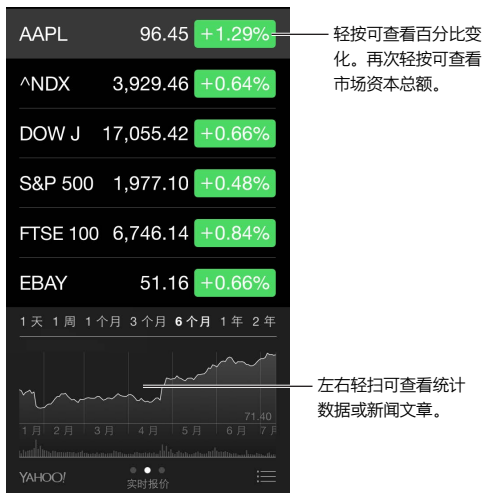 AAPL 96.45 +1.29%
轻按可查看百分比变
化。再次轻按可查看
市场资本总额。
^NDX 3,929.46 +0.64%
DOW J 17,055.42 +0.66%
S&P 500 1,977.10 +0.48%
FTSE 100 6,746.14 +0.84%
EBAY 51.16 +0.66%
1 天 1 周 1 个月 3 个月 6 个月 1 年 2 年
左右轻扫可查看统计
数据或新闻文章。
71.40
1 月 2 月 3 月 4 月 5 月 6 月 7 月
YAHOO!
实时报价